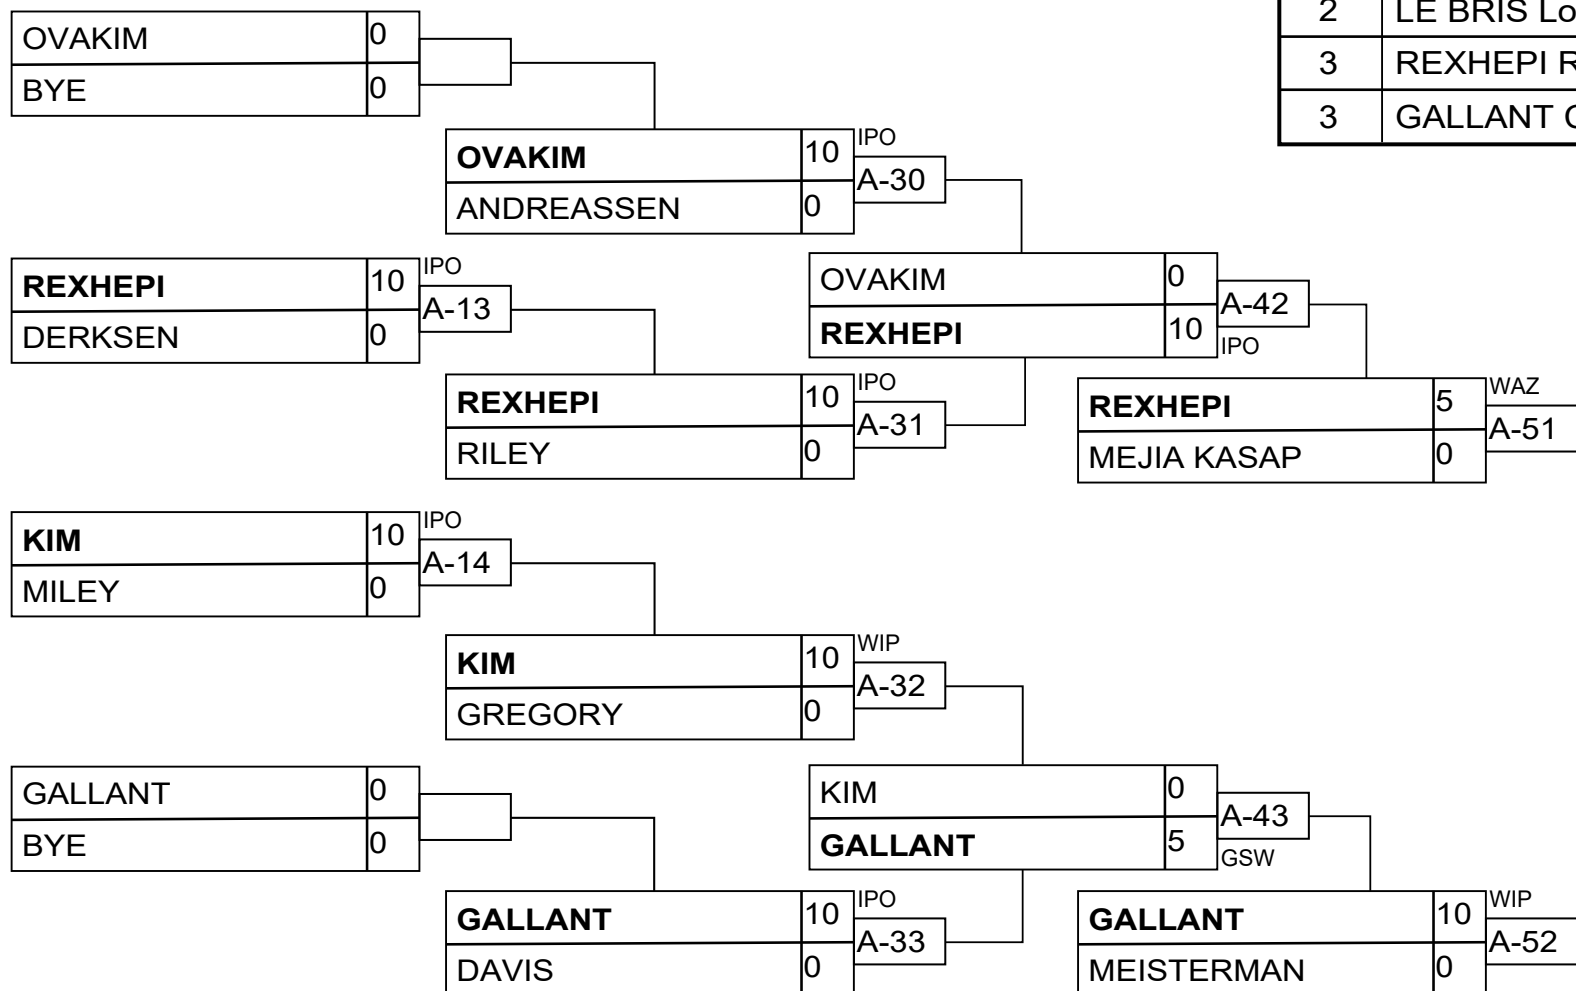 2 LE BRIS Lo
3 REXHEPI R
3 GALLANT
OVAKIM 0
BYE 0
OVAKIM 10 IPO
A-30
ANDREASSEN 0
REXHEPI 10 IPO
A-13
DERKSEN 0
OVAKIM 0
A-42
REXHEPI 10 IPO
REXHEPI 10 IPO
A-31
RILEY 0
REXHEPI 5 WAZ
A-51
MEJIA KASAP 0
KIM 10 IPO
A-14
MILEY 0
KIM 10 WIP
A-32
GREGORY 0
GALLANT 0
BYE 0
KIM 0
A-43
GALLANT 5 GSW
GALLANT 10 IPO
A-33
DAVIS 0
GALLANT 10 WIP
A-52
MEISTERMAN 0